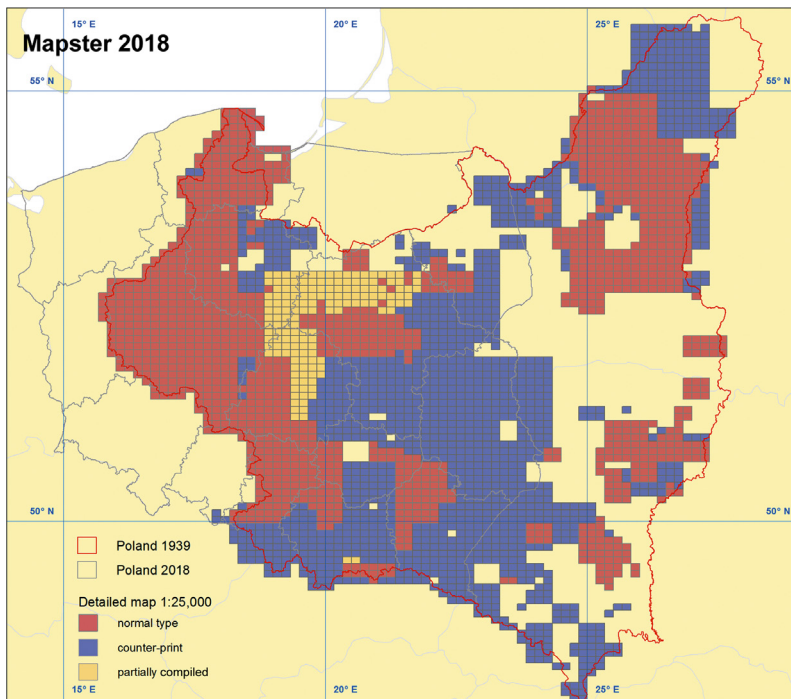 15° E
20° E
25° E
Mapster 2018
55° N
55° N
50° N
50° N
Poland 1939
Poland 2018
Detailed map 1:25,000
normal type
counter-print
partially compiled
15° E
20° E
25° E